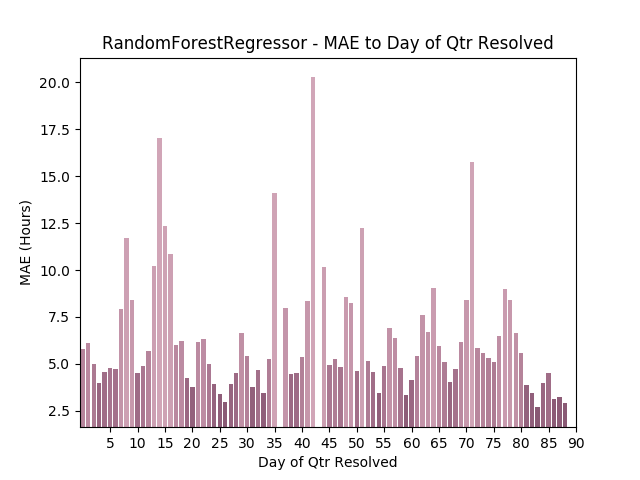 RandomForestRegressor - MAE to Day of Qtr Resolved
20.0
17.5
15.0
12.5
10.0
7.5
5.0
2.5
MAE (Hours)
5 10 15 20 25 30 35 40 45 50 55 60 65 70 75 80 85 90
Day of Qtr Resolved